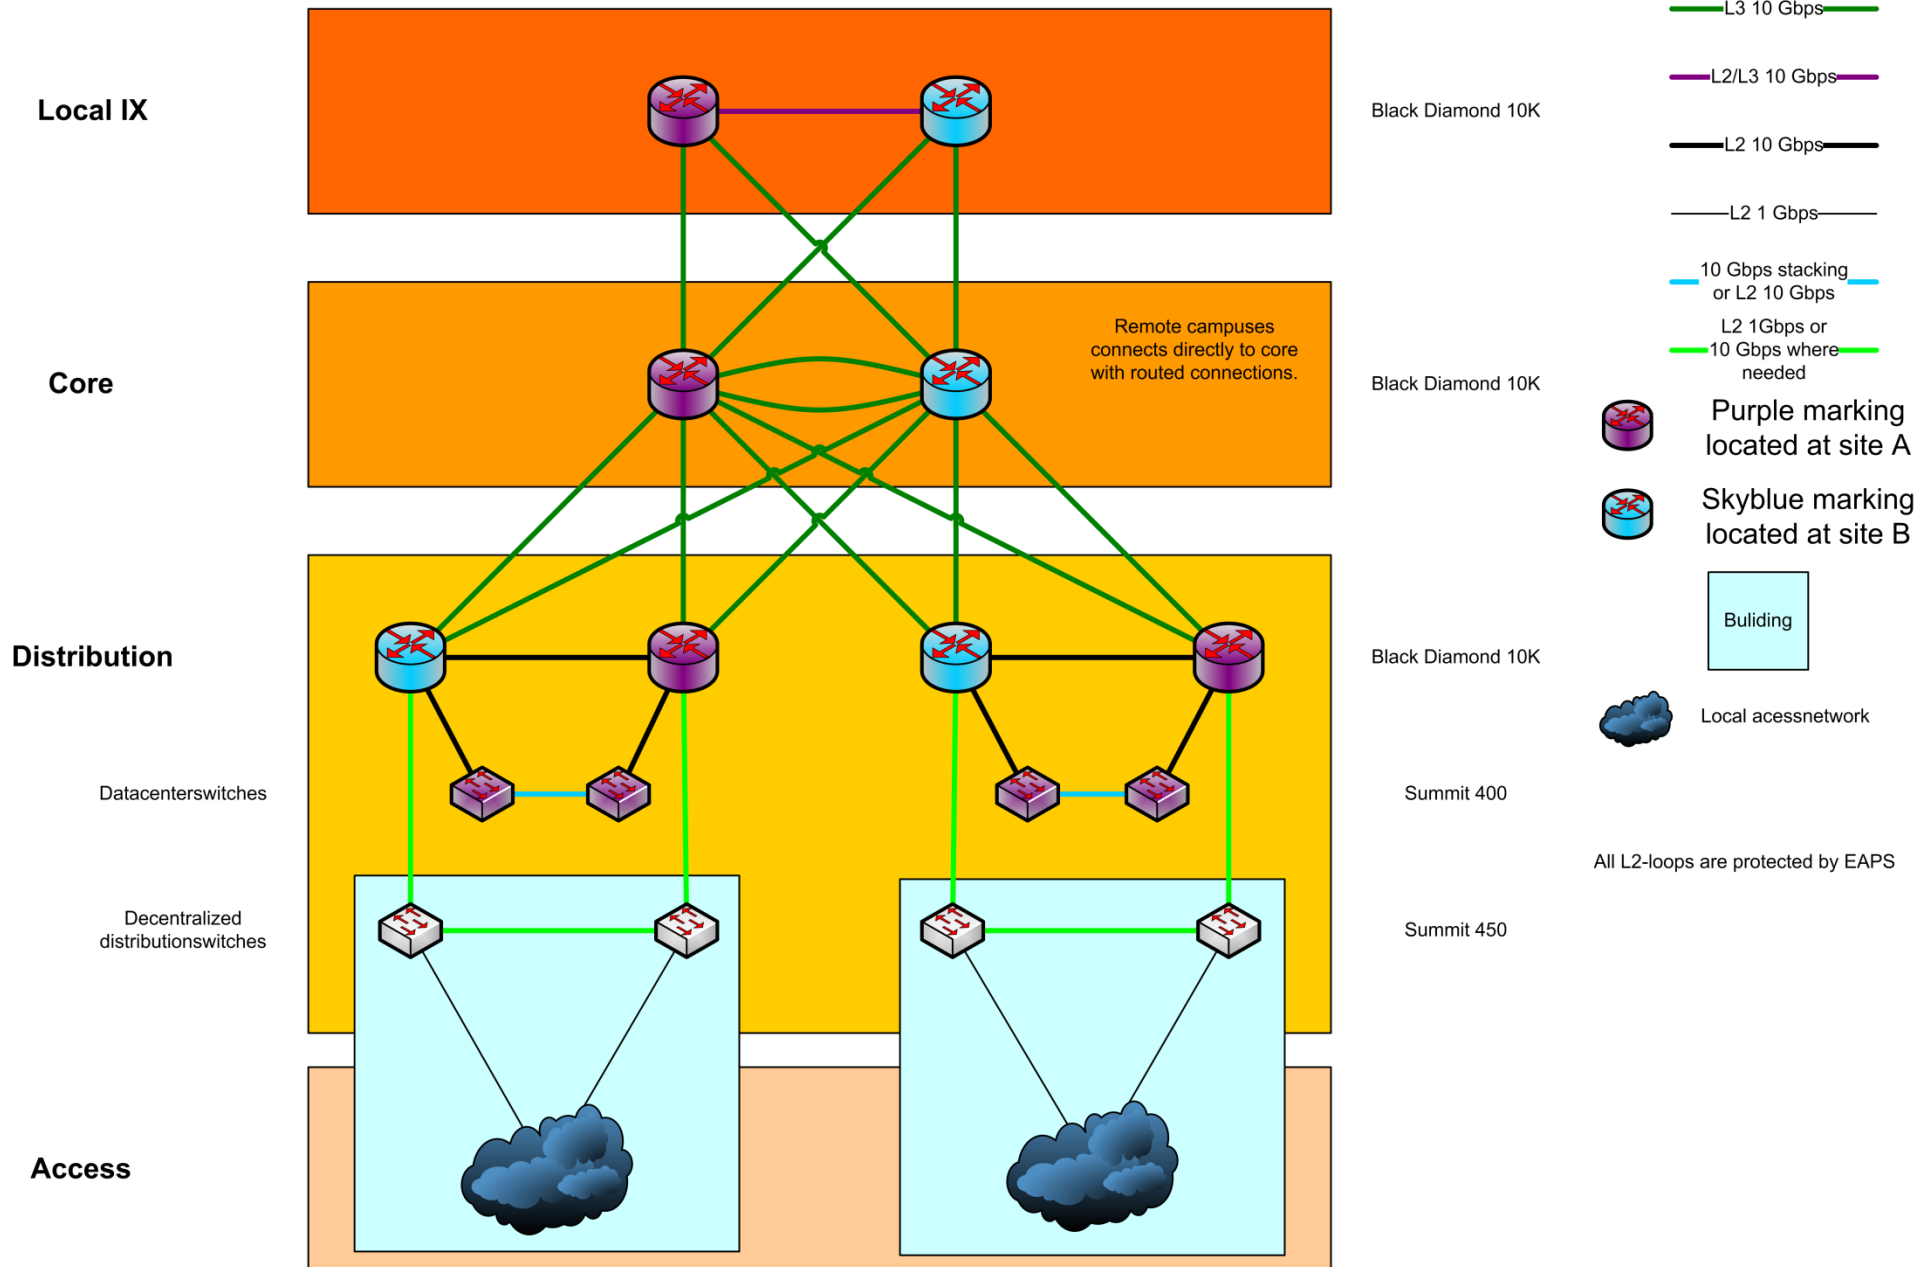 L3 10 Gbps
Local IX
Black Diamond 10K
L2/L3 10 Gbps
L2 10 Gbps
L2 1 Gbps
10 Gbps stacking
or L2 10 Gbps
Remote campuses
connects directly to core
with routed connections.
L2 1Gbps or
10 Gbps where
needed
Core
Black Diamond 10K
Purple marking
located at site A
Skyblue marking
located at site B
Buliding
Distribution
Black Diamond 10K
Local acessnetwork
Datacenterswitches
Summit 400
All L2-loops are protected by EAPS
Decentralized
distributionswitches
Summit 450
Access